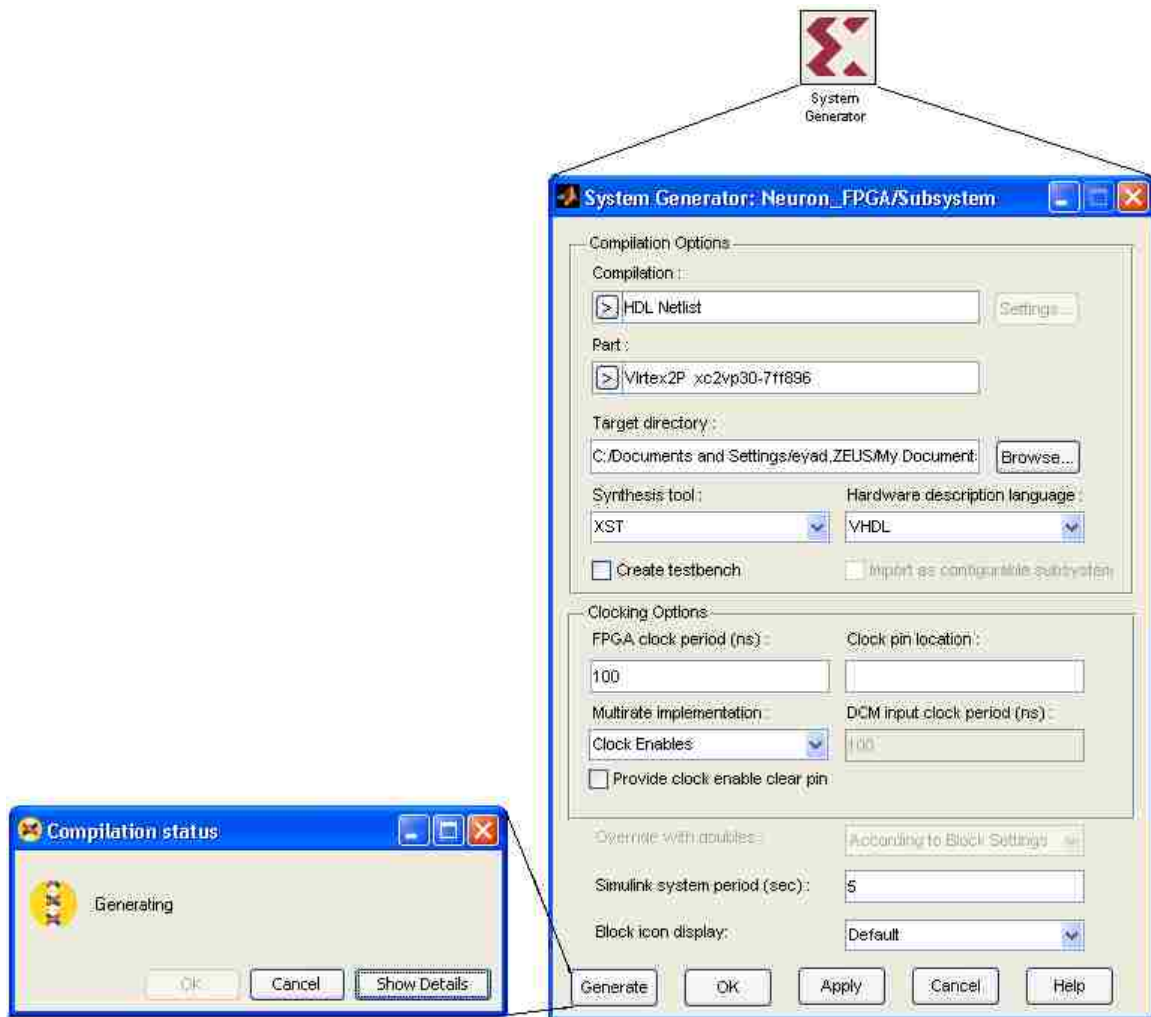 System
Generator
System Generator: Neuron_FPGA/Subsystem
Compilation Options
Compilation :
> HDL Netlist
Settings...
Part :
> Virtex2P xc2vp30-7ff896
Target directory :
C:/Documents and Settings/eyad.ZEUS/My Document
Browse...
Synthesis tool : Hardware description language :
XST VHDL
Create testbench Import as configurable subsystem
Clocking Options
FPGA clock period (ns) : Clock pin location :
100
Multirate implementation : DCM input clock period (ns) :
Clock Enables 100
Provide clock enable clear pin
Override with doubles : According to Block Settings
Simulink system period (sec) : 5
Block icon display: Default
Generate OK Apply Cancel Help
Compilation status
Generating
OK Cancel Show Details